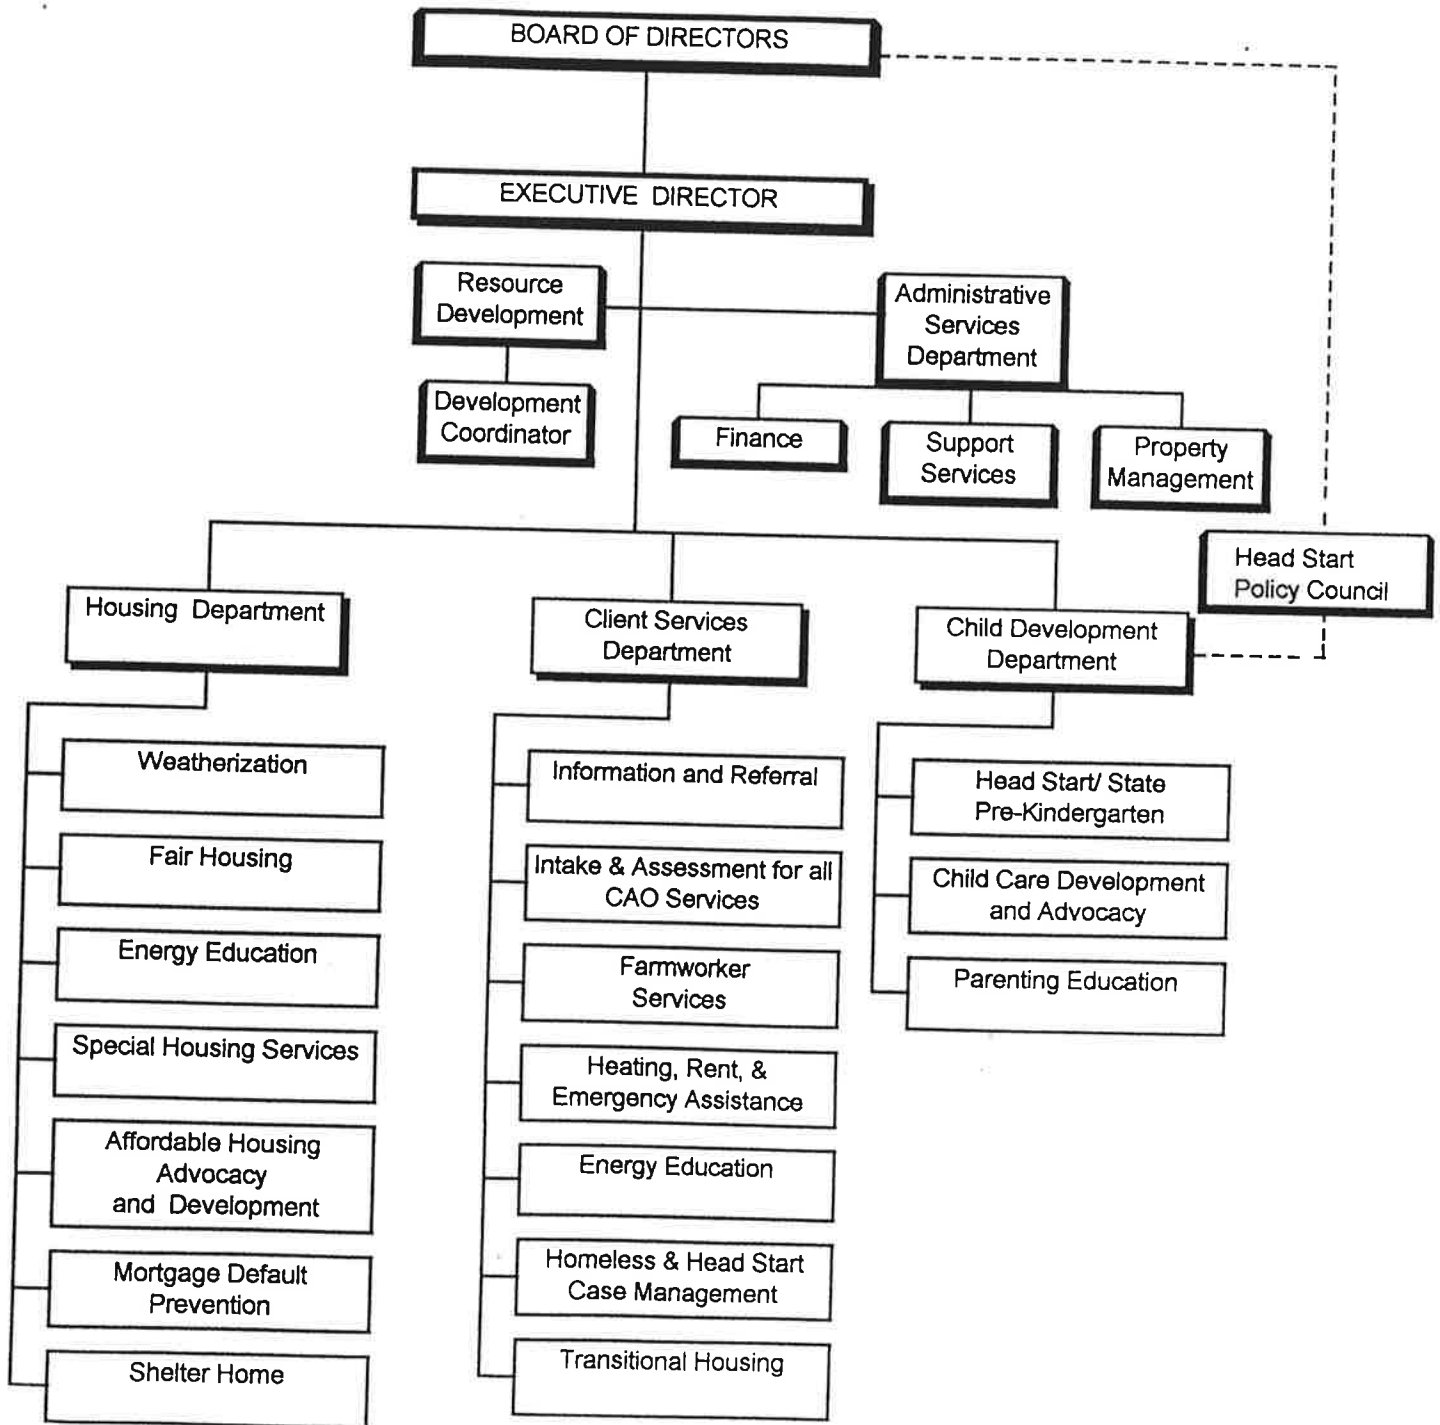 BOARD OF DIRECTORS
EXECUTIVE DIRECTOR
Resource
Development
Administrative
Services
Department
Development
Coordinator
Finance
Support
Services
Property
Management
Head Start
Policy Council
Housing Department
Client Services
Department
Child Development
Department
Weatherization
Fair Housing
Energy Education
Special Housing Services
Affordable Housing
Advocacy
and Development
Mortgage Default
Prevention
Shelter Home
Information and Referral
Intake & Assessment for all
CAO Services
Farmworker
Services
Heating, Rent, &
Emergency Assistance
Energy Education
Homeless & Head Start
Case Management
Transitional Housing
Head Start/ State
Pre-Kindergarten
Child Care Development
and Advocacy
Parenting Education